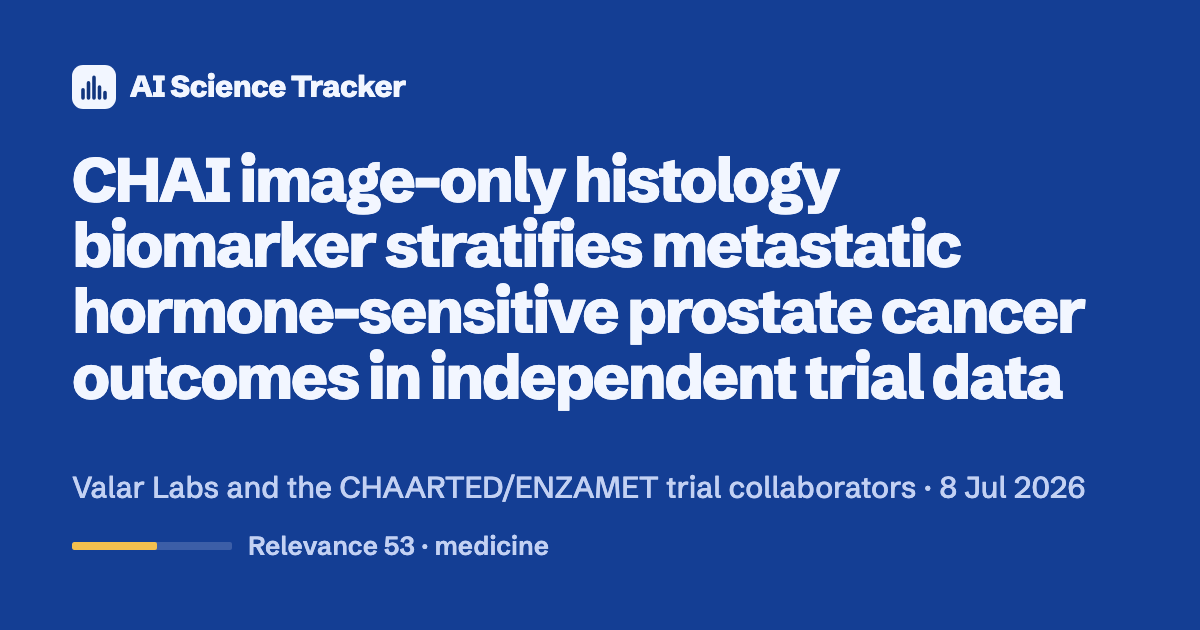 AI Science Tracker
CHAI image-only histology
biomarker stratifies metastatic
hormone-sensitive prostate cancer
outcomes in independent trial data
Valar Labs and the CHAARTED/ENZAMET trial collaborators · 8 Jul 2026
Relevance 53 · medicine